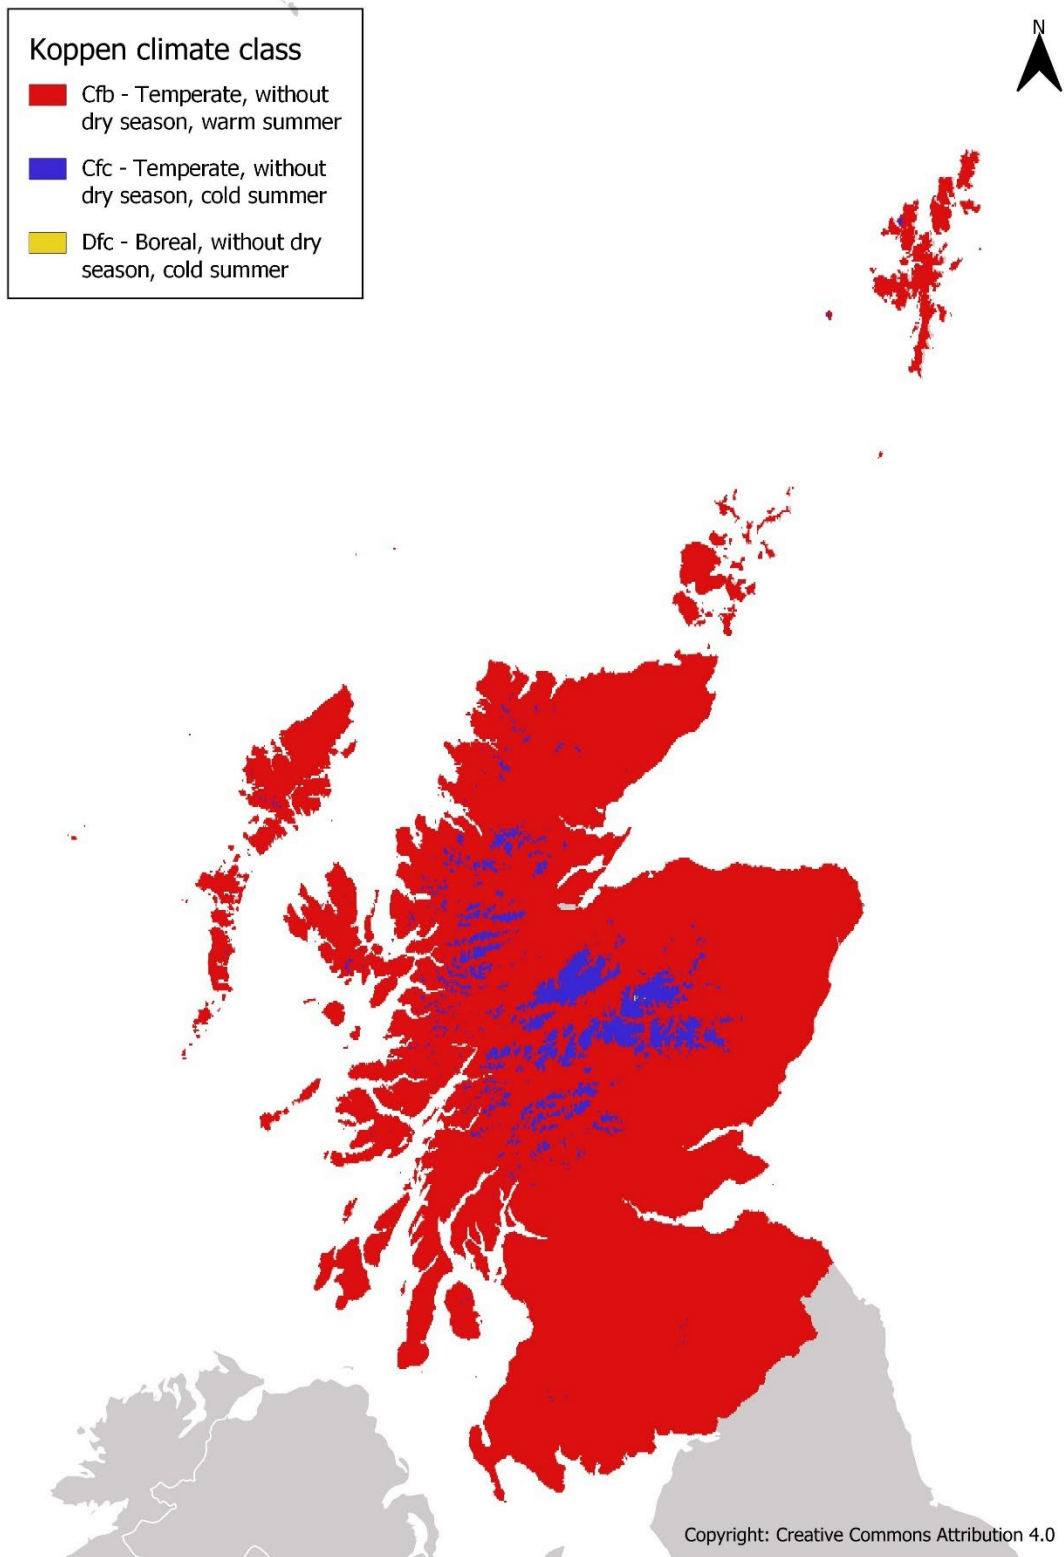 Koppen climate class
Cfb - Temperate, without
dry season, warm summer
Cfc - Temperate, without
dry season, cold summer
Dfc - Boreal, without dry
season, cold summer
N
Copyright: Creative Commons Attribution 4.0